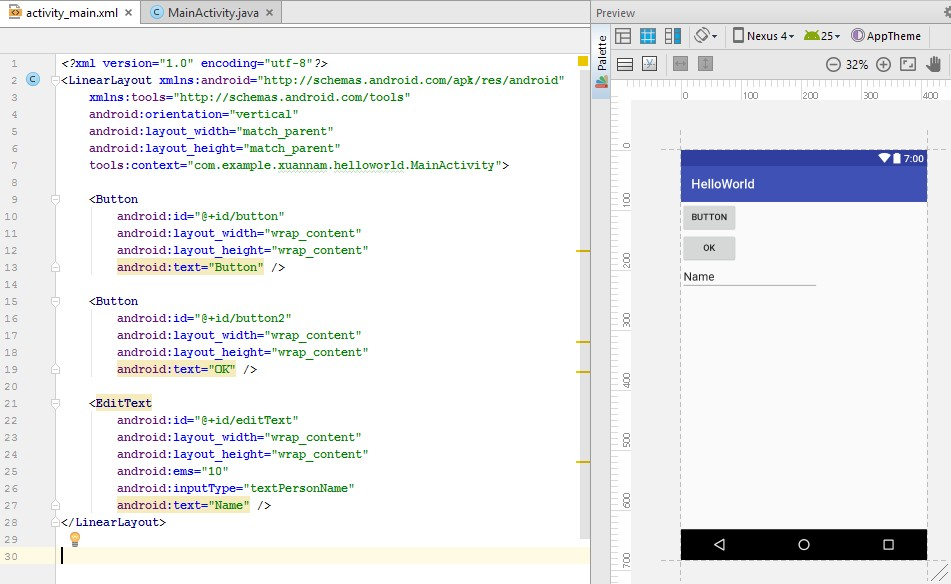 activity_main.xml
MainActivity.java
Preview
Palette
Nexus 4
25
AppTheme
32%
0 100 200 300 400
0
100
200
300
400
500
600
700
1 <?xml version="1.0" encoding="utf-8"?>
2 C <LinearLayout xmlns:android="http://schemas.android.com/apk/res/android"
3 xmlns:tools="http://schemas.android.com/tools"
4 android:orientation="vertical"
5 android:layout_width="match_parent"
6 android:layout_height="match_parent"
7 tools:context="com.example.xuannam.helloworld.MainActivity">
8
9 <Button
10 android:id="@+id/button"
11 android:layout_width="wrap_content"
12 android:layout_height="wrap_content"
13 android:text="Button" />
14
15 <Button
16 android:id="@+id/button2"
17 android:layout_width="wrap_content"
18 android:layout_height="wrap_content"
19 android:text="OK" />
20
21 <EditText
22 android:id="@+id/editText"
23 android:layout_width="wrap_content"
24 android:layout_height="wrap_content"
25 android:ems="10"
26 android:inputType="textPersonName"
27 android:text="Name" />
28 </LinearLayout>
29
30
7:00
HelloWorld
BUTTON
OK
Name